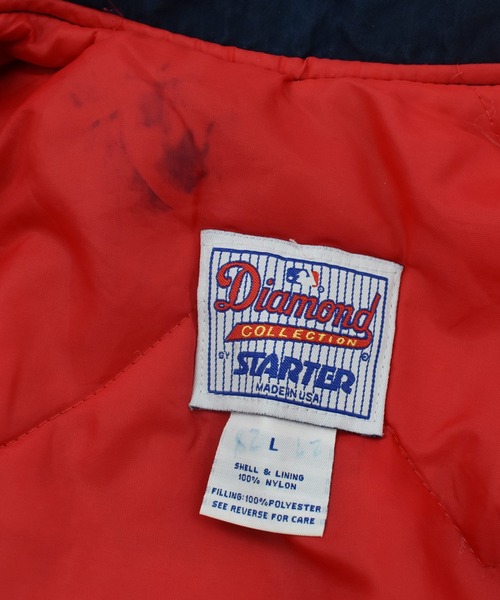 Diamond
COLLECTION
BY STARTER ®
MADE IN USA
L
SHELL & LINING
100% NYLON
FILLING: 100% POLYESTER
SEE REVERSE FOR CARE